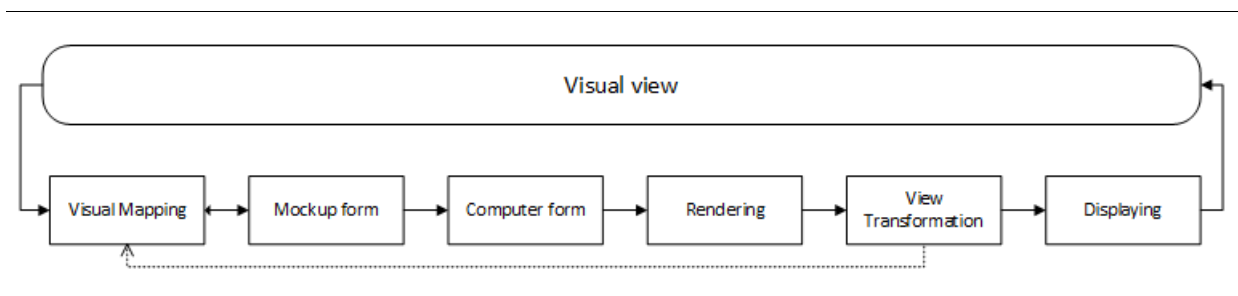 Visual view
Visual Mapping
Mockup form
Computer form
Rendering
View
Transformation
Displaying